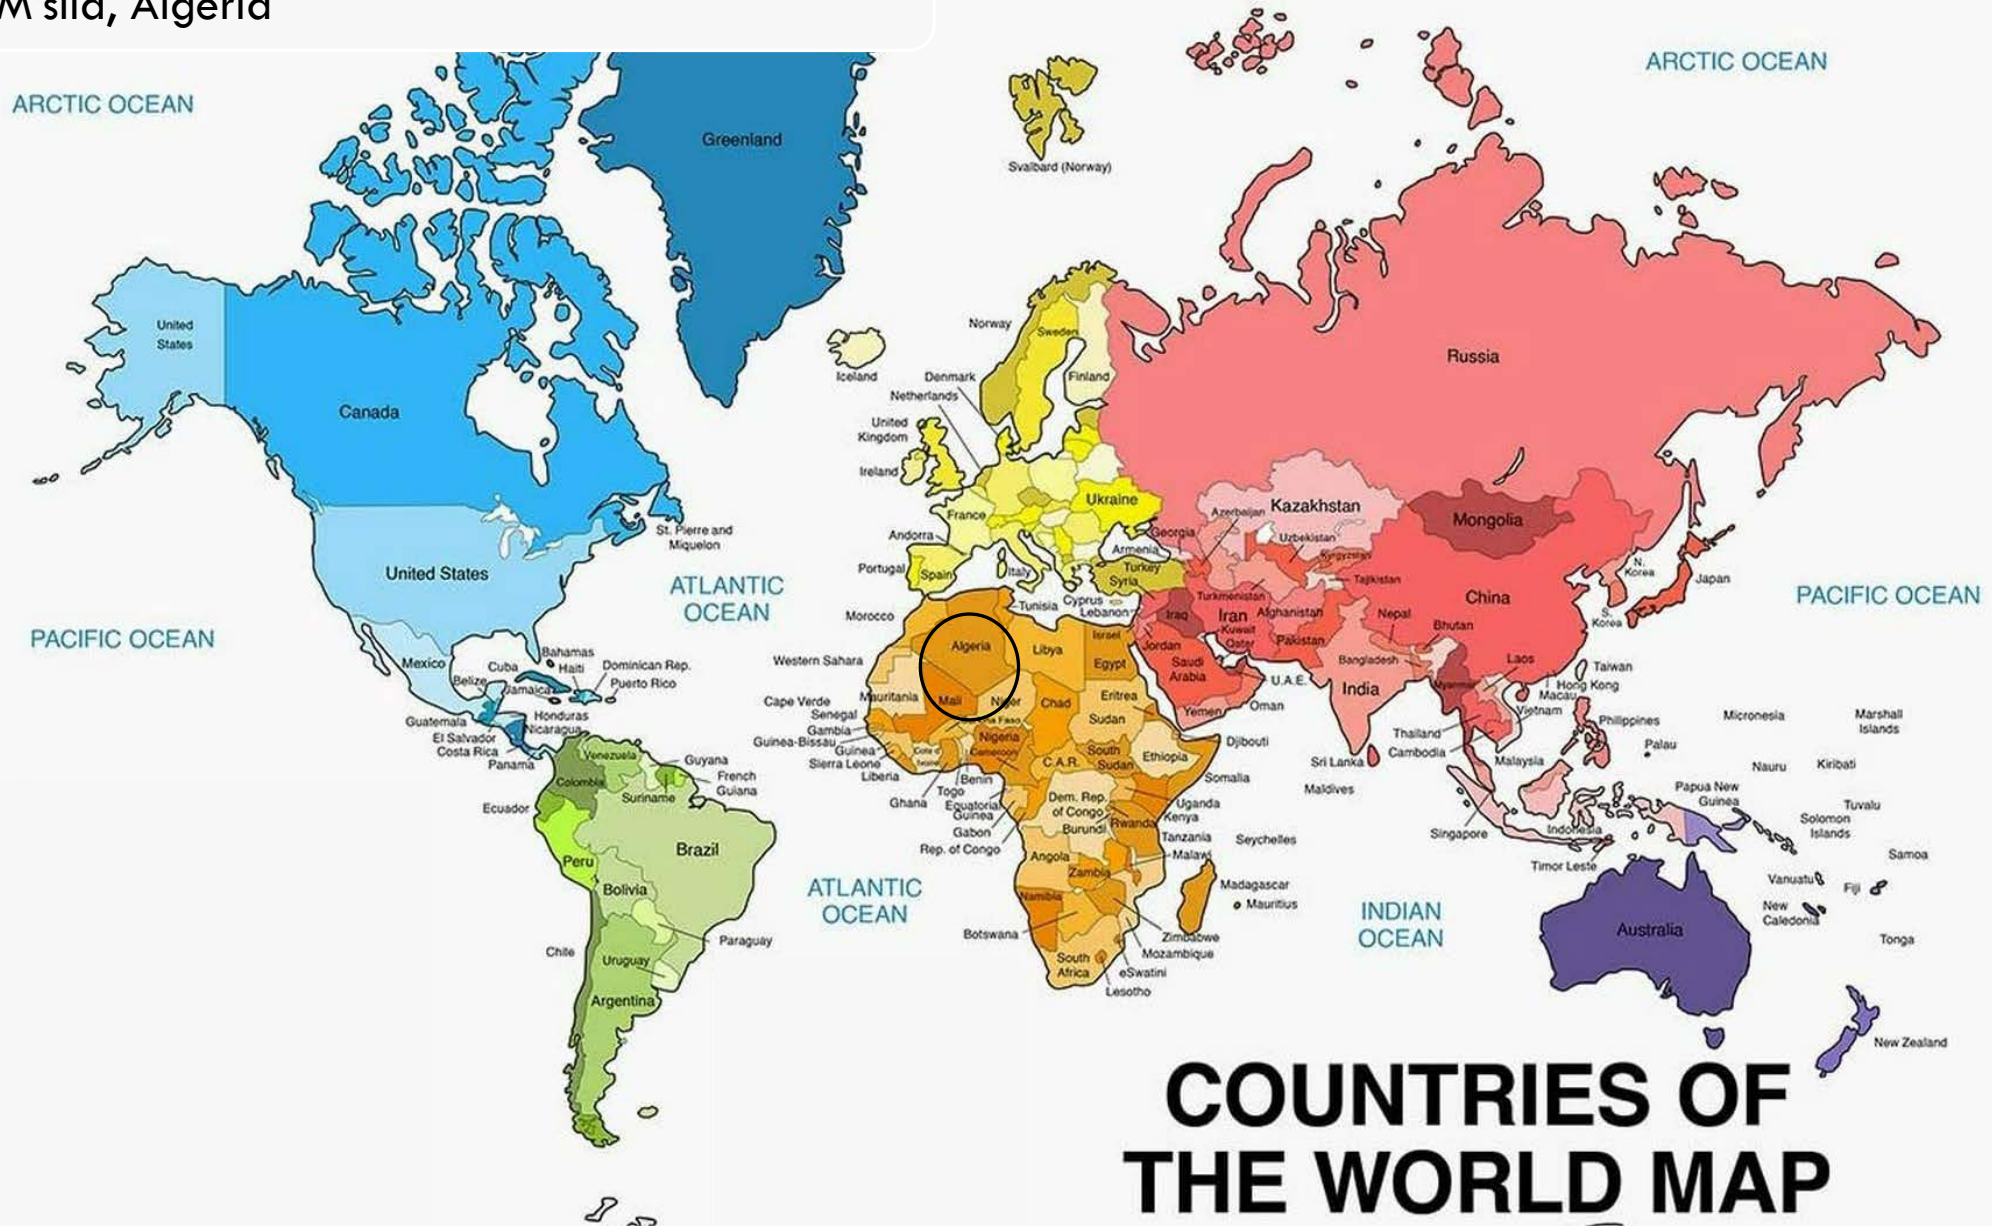 M'sila, Algeria
ARCTIC OCEAN
ARCTIC OCEAN
Greenland
Svalbard (Norway)
United
States
Canada
Norway
Sweden
Finland
Iceland
Denmark
Netherlands
United
Kingdom
Ireland
Russia
Ukraine
France
Andorra
Portugal
Spain
Italy
Kazakhstan
Azerbaijan
Georgia
Uzbekistan
Armenia
Kyrgyzstan
Turkey
Syria
Tajikistan
Turkmenistan
Mongolia
China
N.
Korea
S.
Korea
Japan
St. Pierre and
Miquelon
United States
ATLANTIC
OCEAN
PACIFIC OCEAN
PACIFIC OCEAN
Tunisia
Cyprus
Lebanon
Morocco
Algeria
Libya
Israel
Egypt
Iraq
Iran
Kuwait
Qater
Afghanistan
Pakistan
Nepal
Bhutan
Jordan
Saudi
Arabia
U.A.E.
Oman
Yemen
Bangladesh
India
Myanmar
Laos
Taiwan
Hong Kong
Macau
Vietnam
Thailand
Cambodia
Philippines
Palau
Micronesia
Marshall
Islands
Mexico
Cuba
Bahamas
Haiti
Dominican Rep.
Puerto Rico
Belize
Jamaica
Guatemala
Honduras
El Salvador
Nicaragua
Costa Rica
Panama
Western Sahara
Mauritania
Mali
Niger
Chad
Eritrea
Sudan
Cape Verde
Senegal
Gambia
Guinea-Bissau
Guinea
Sierra Leone
Liberia
Cote d'
Ivoire
Faso
Nigeria
Cameroon
C.A.R.
South
Sudan
Ethiopia
Djibouti
Somalia
Ghana
Togo
Benin
Equatorial
Guinea
Gabon
Rep. of Congo
Dem. Rep.
of Congo
Uganda
Kenya
Rwanda
Burundi
Tanzania
Malawi
Angola
Zambia
Namibia
Botswana
Zimbabwe
Mozambique
South
Africa
eSwatini
Lesotho
Madagascar
Mauritius
Seychelles
Maldives
Sri Lanka
Malaysia
Singapore
Indonesia
Timor Leste
Papua New
Guinea
Nauru
Kiribati
Tuvalu
Solomon
Islands
Samoa
Vanuatu
Fiji
New
Caledonia
Tonga
Australia
New Zealand
Venezuela
Guyana
French
Guiana
Suriname
Colombia
Ecuador
Peru
Brazil
Bolivia
Paraguay
Chile
Uruguay
Argentina
ATLANTIC
OCEAN
INDIAN
OCEAN
COUNTRIES OF
THE WORLD MAP